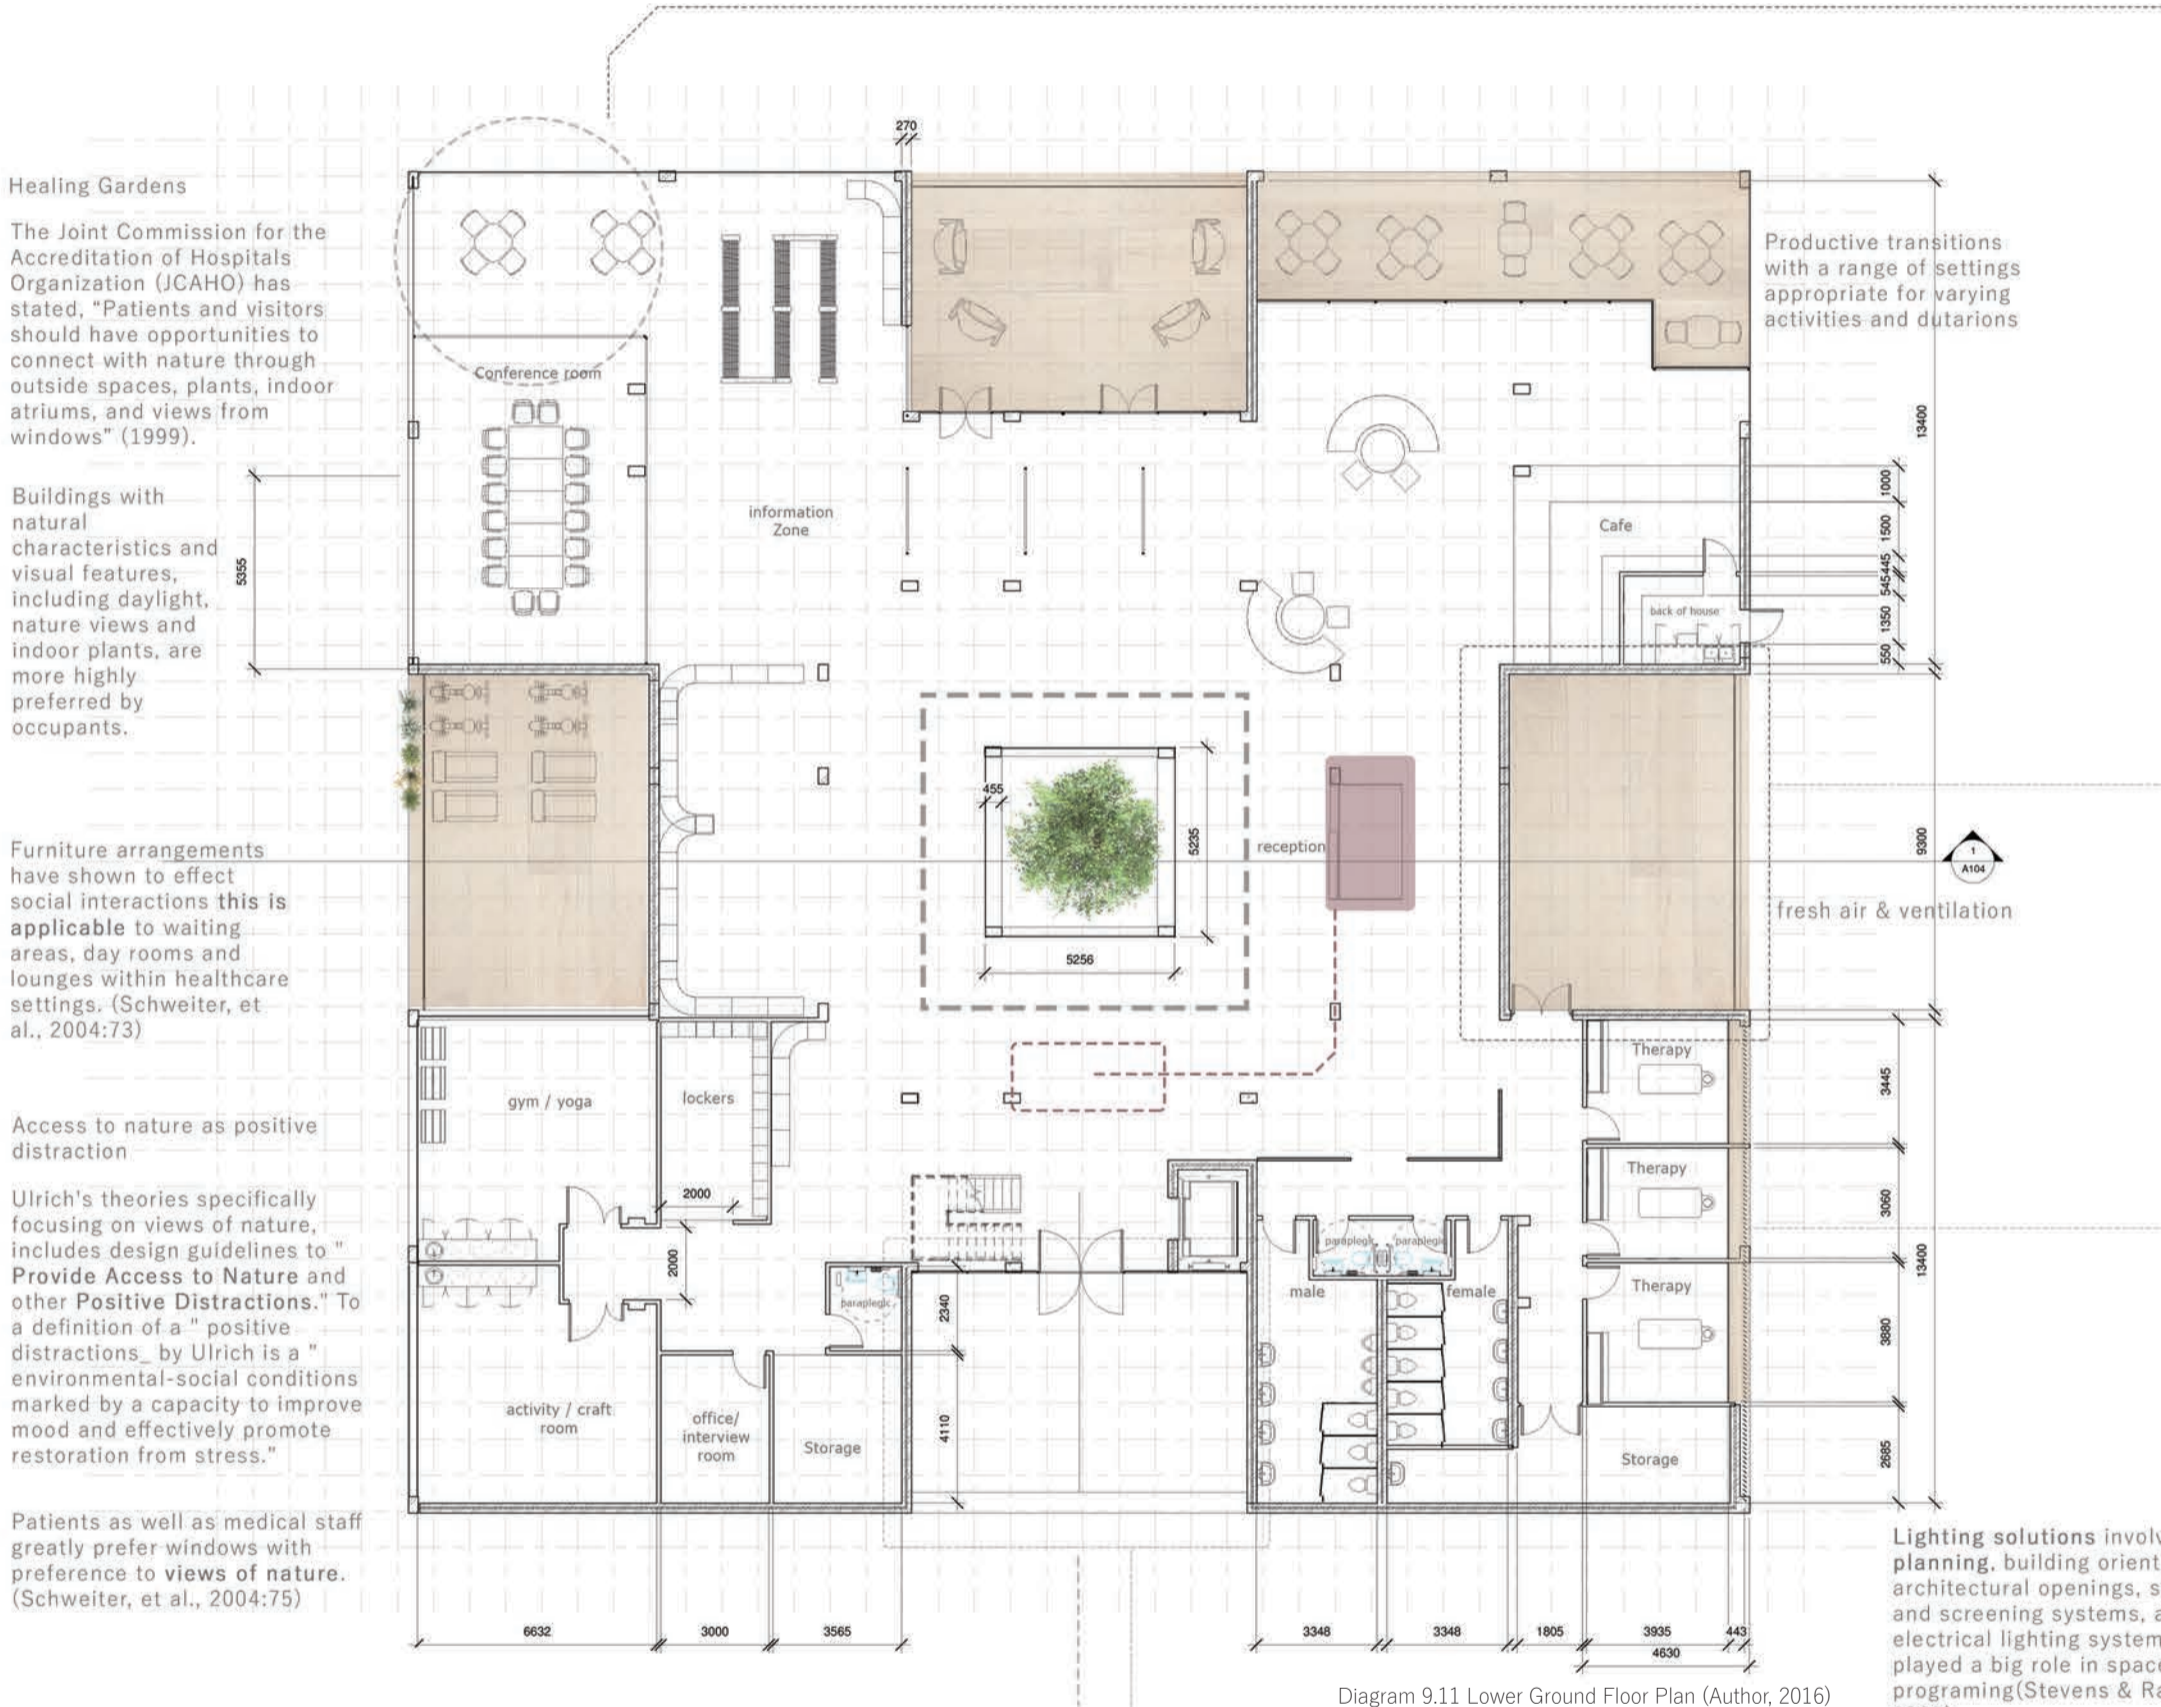 Healing Gardens
The Joint Commission for the
Accreditation of Hospitals
Organization (JCAHO) has
stated, "Patients and visitors
should have opportunities to
connect with nature through
outside spaces, plants, indoor
atriums, and views from
windows" (1999).
Buildings with
natural
characteristics and
visual features,
including daylight,
nature views and
indoor plants, are
more highly
preferred by
occupants.
Furniture arrangements
have shown to effect
social interactions this is
applicable to waiting
areas, day rooms and
lounges within healthcare
settings. (Schweiter, et
al., 2004:73)
Access to nature as positive
distraction
Ulrich's theories specifically
focusing on views of nature,
includes design guidelines to "
Provide Access to Nature and
other Positive Distractions." To
a definition of a " positive
distractions_ by Ulrich is a "
environmental-social conditions
marked by a capacity to improve
mood and effectively promote
restoration from stress."
Patients as well as medical staff
greatly prefer windows with
preference to views of nature.
(Schweiter, et al., 2004:75)
270
5355
Conference room
information
Zone
Cafe
back of house
455
5235
5256
reception
gym / yoga
lockers
2000
2000
paraplegic
2340
4110
activity / craft
room
office/
interview
room
Storage
paraplegic
paraplegic
male
female
Therapy
Therapy
Therapy
Storage
Productive transitions
with a range of settings
appropriate for varying
activities and dutarions
13400
1000
1500
445
545
1350
550
9300
1
A104
fresh air & ventilation
3445
3060
13400
3880
2685
6632
3000
3565
3348
3348
1805
3935
443
4630
Lighting solutions
planning, building
architectural openings,
and screening systems,
electrical lighting
played a big role in
programing(Stevens &
Diagram 9.11 Lower Ground Floor Plan (Author, 2016)